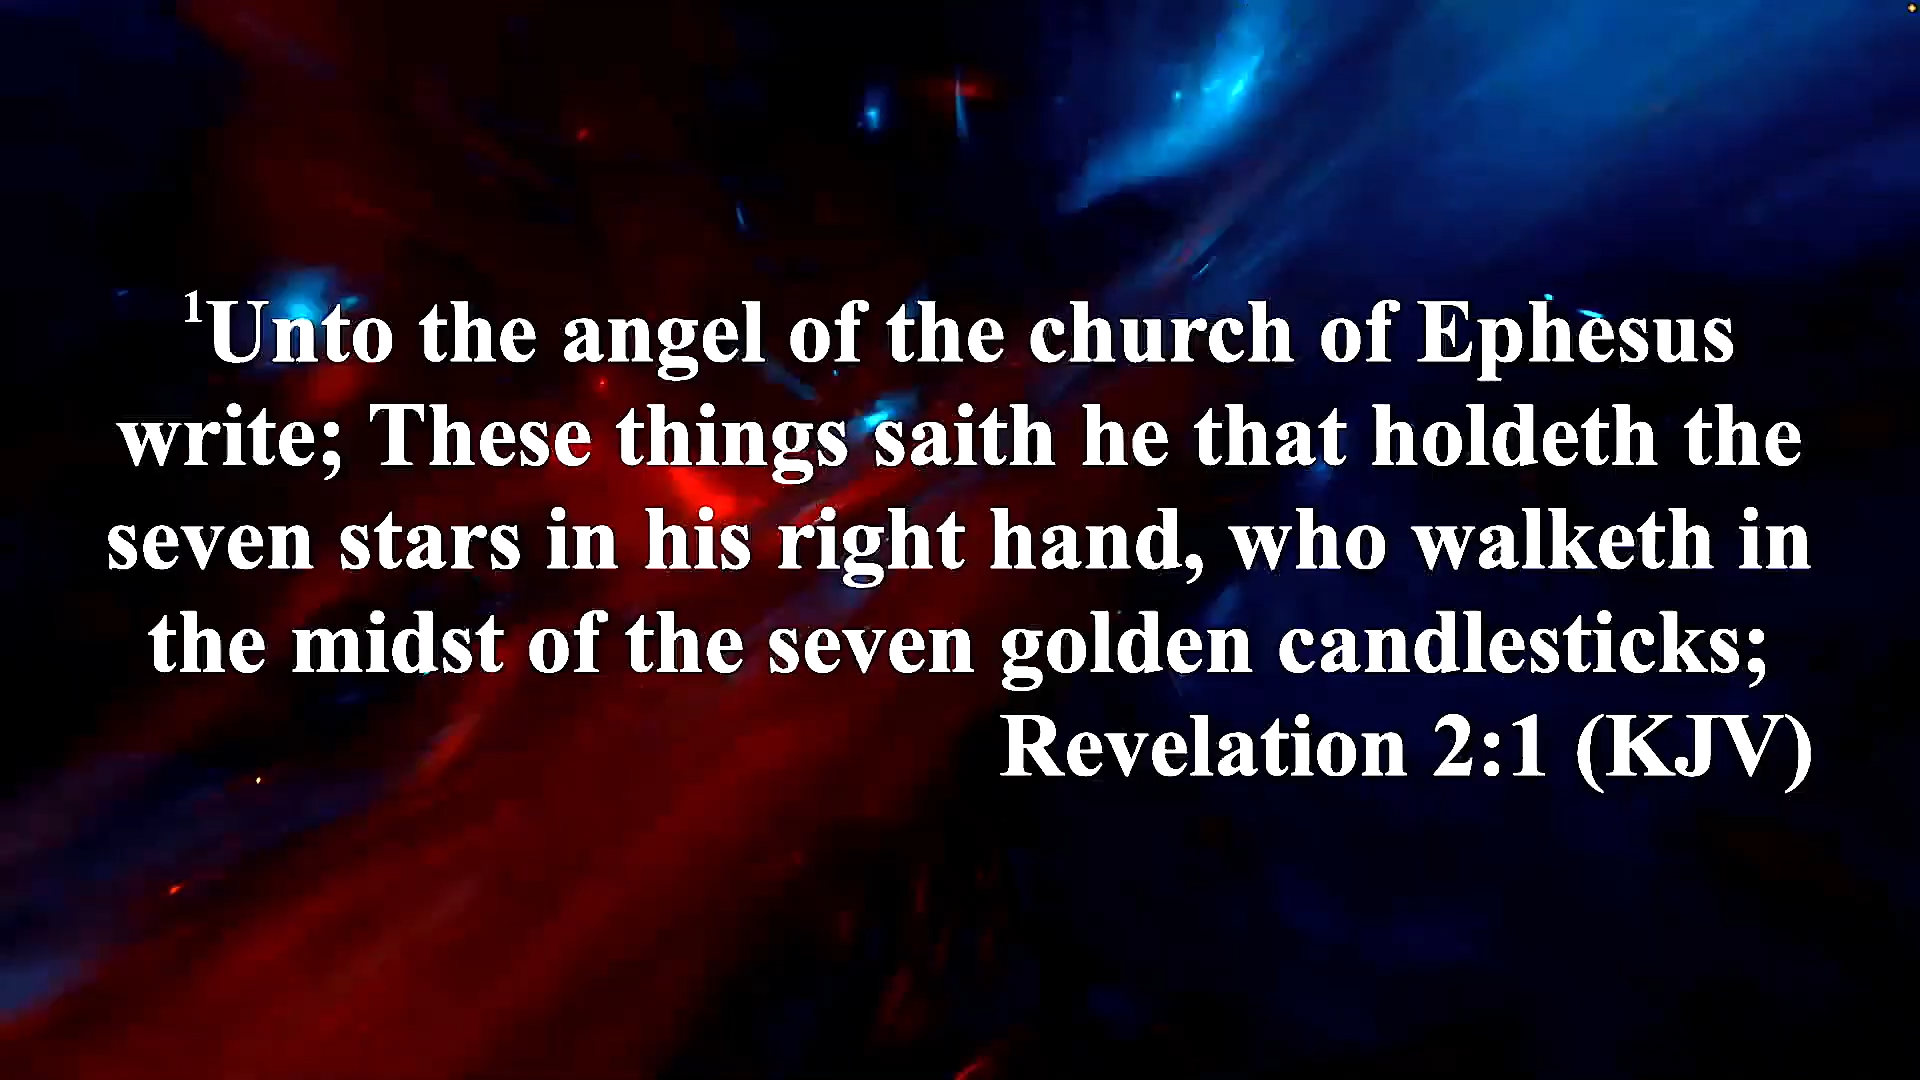 ¹Unto the angel of the church of Ephesus
write; These things saith he that holdeth the
seven stars in his right hand, who walketh in
the midst of the seven golden candlesticks;
Revelation 2:1 (KJV)